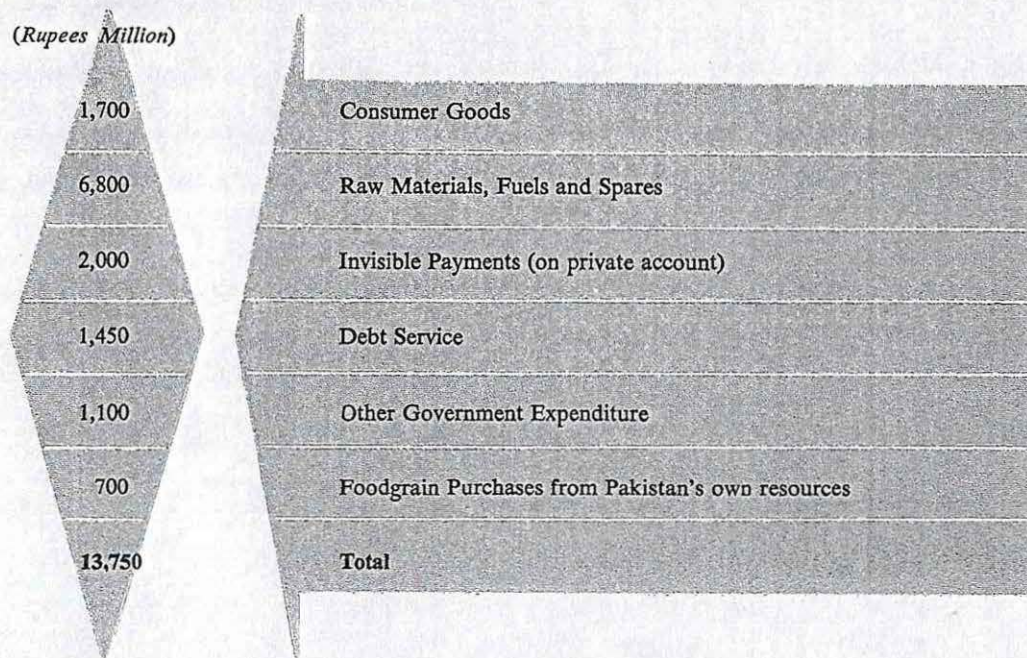 (Rupees Million)
1,700 Consumer Goods
6,800 Raw Materials, Fuels and Spares
2,000 Invisible Payments (on private account)
1,450 Debt Service
1,100 Other Government Expenditure
700 Foodgrain Purchases from Pakistan's own resources
13,750 Total